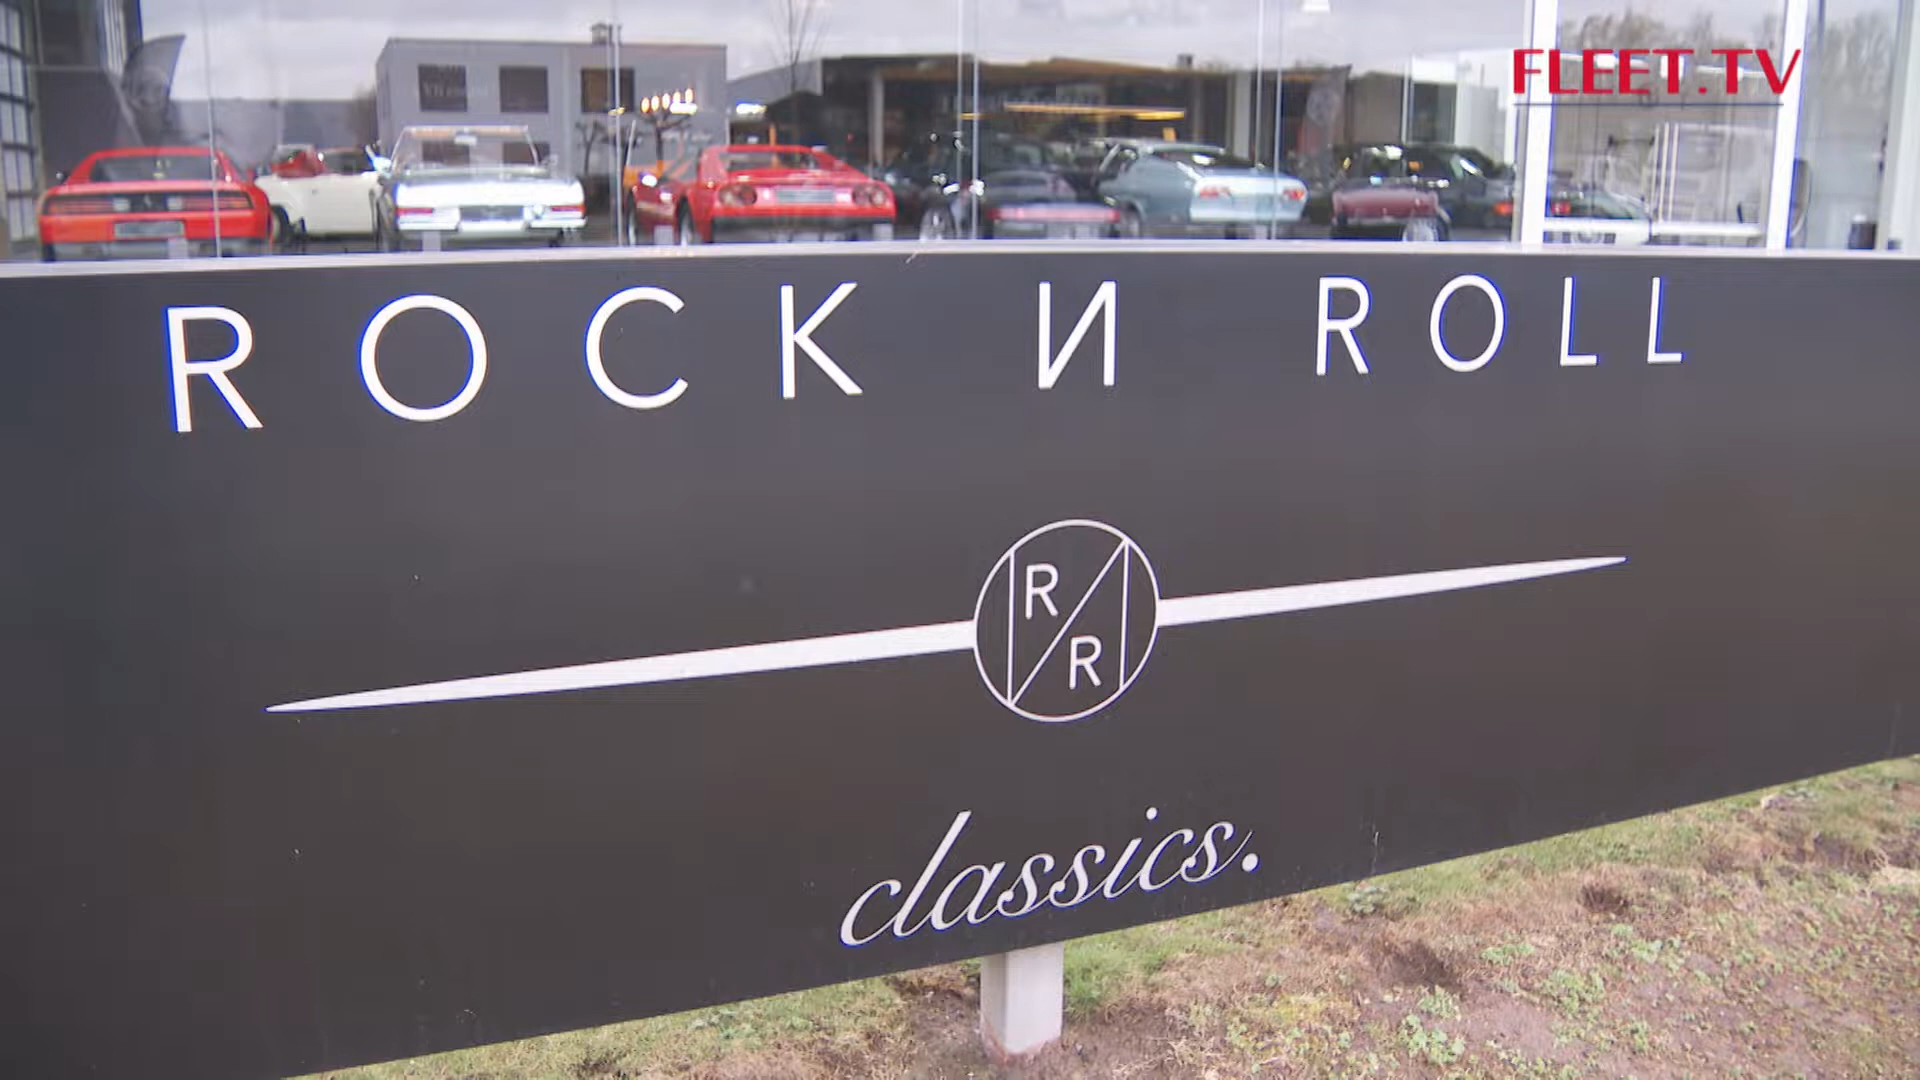 FLEET.TV
ROCK И ROLL
R
R
classics.